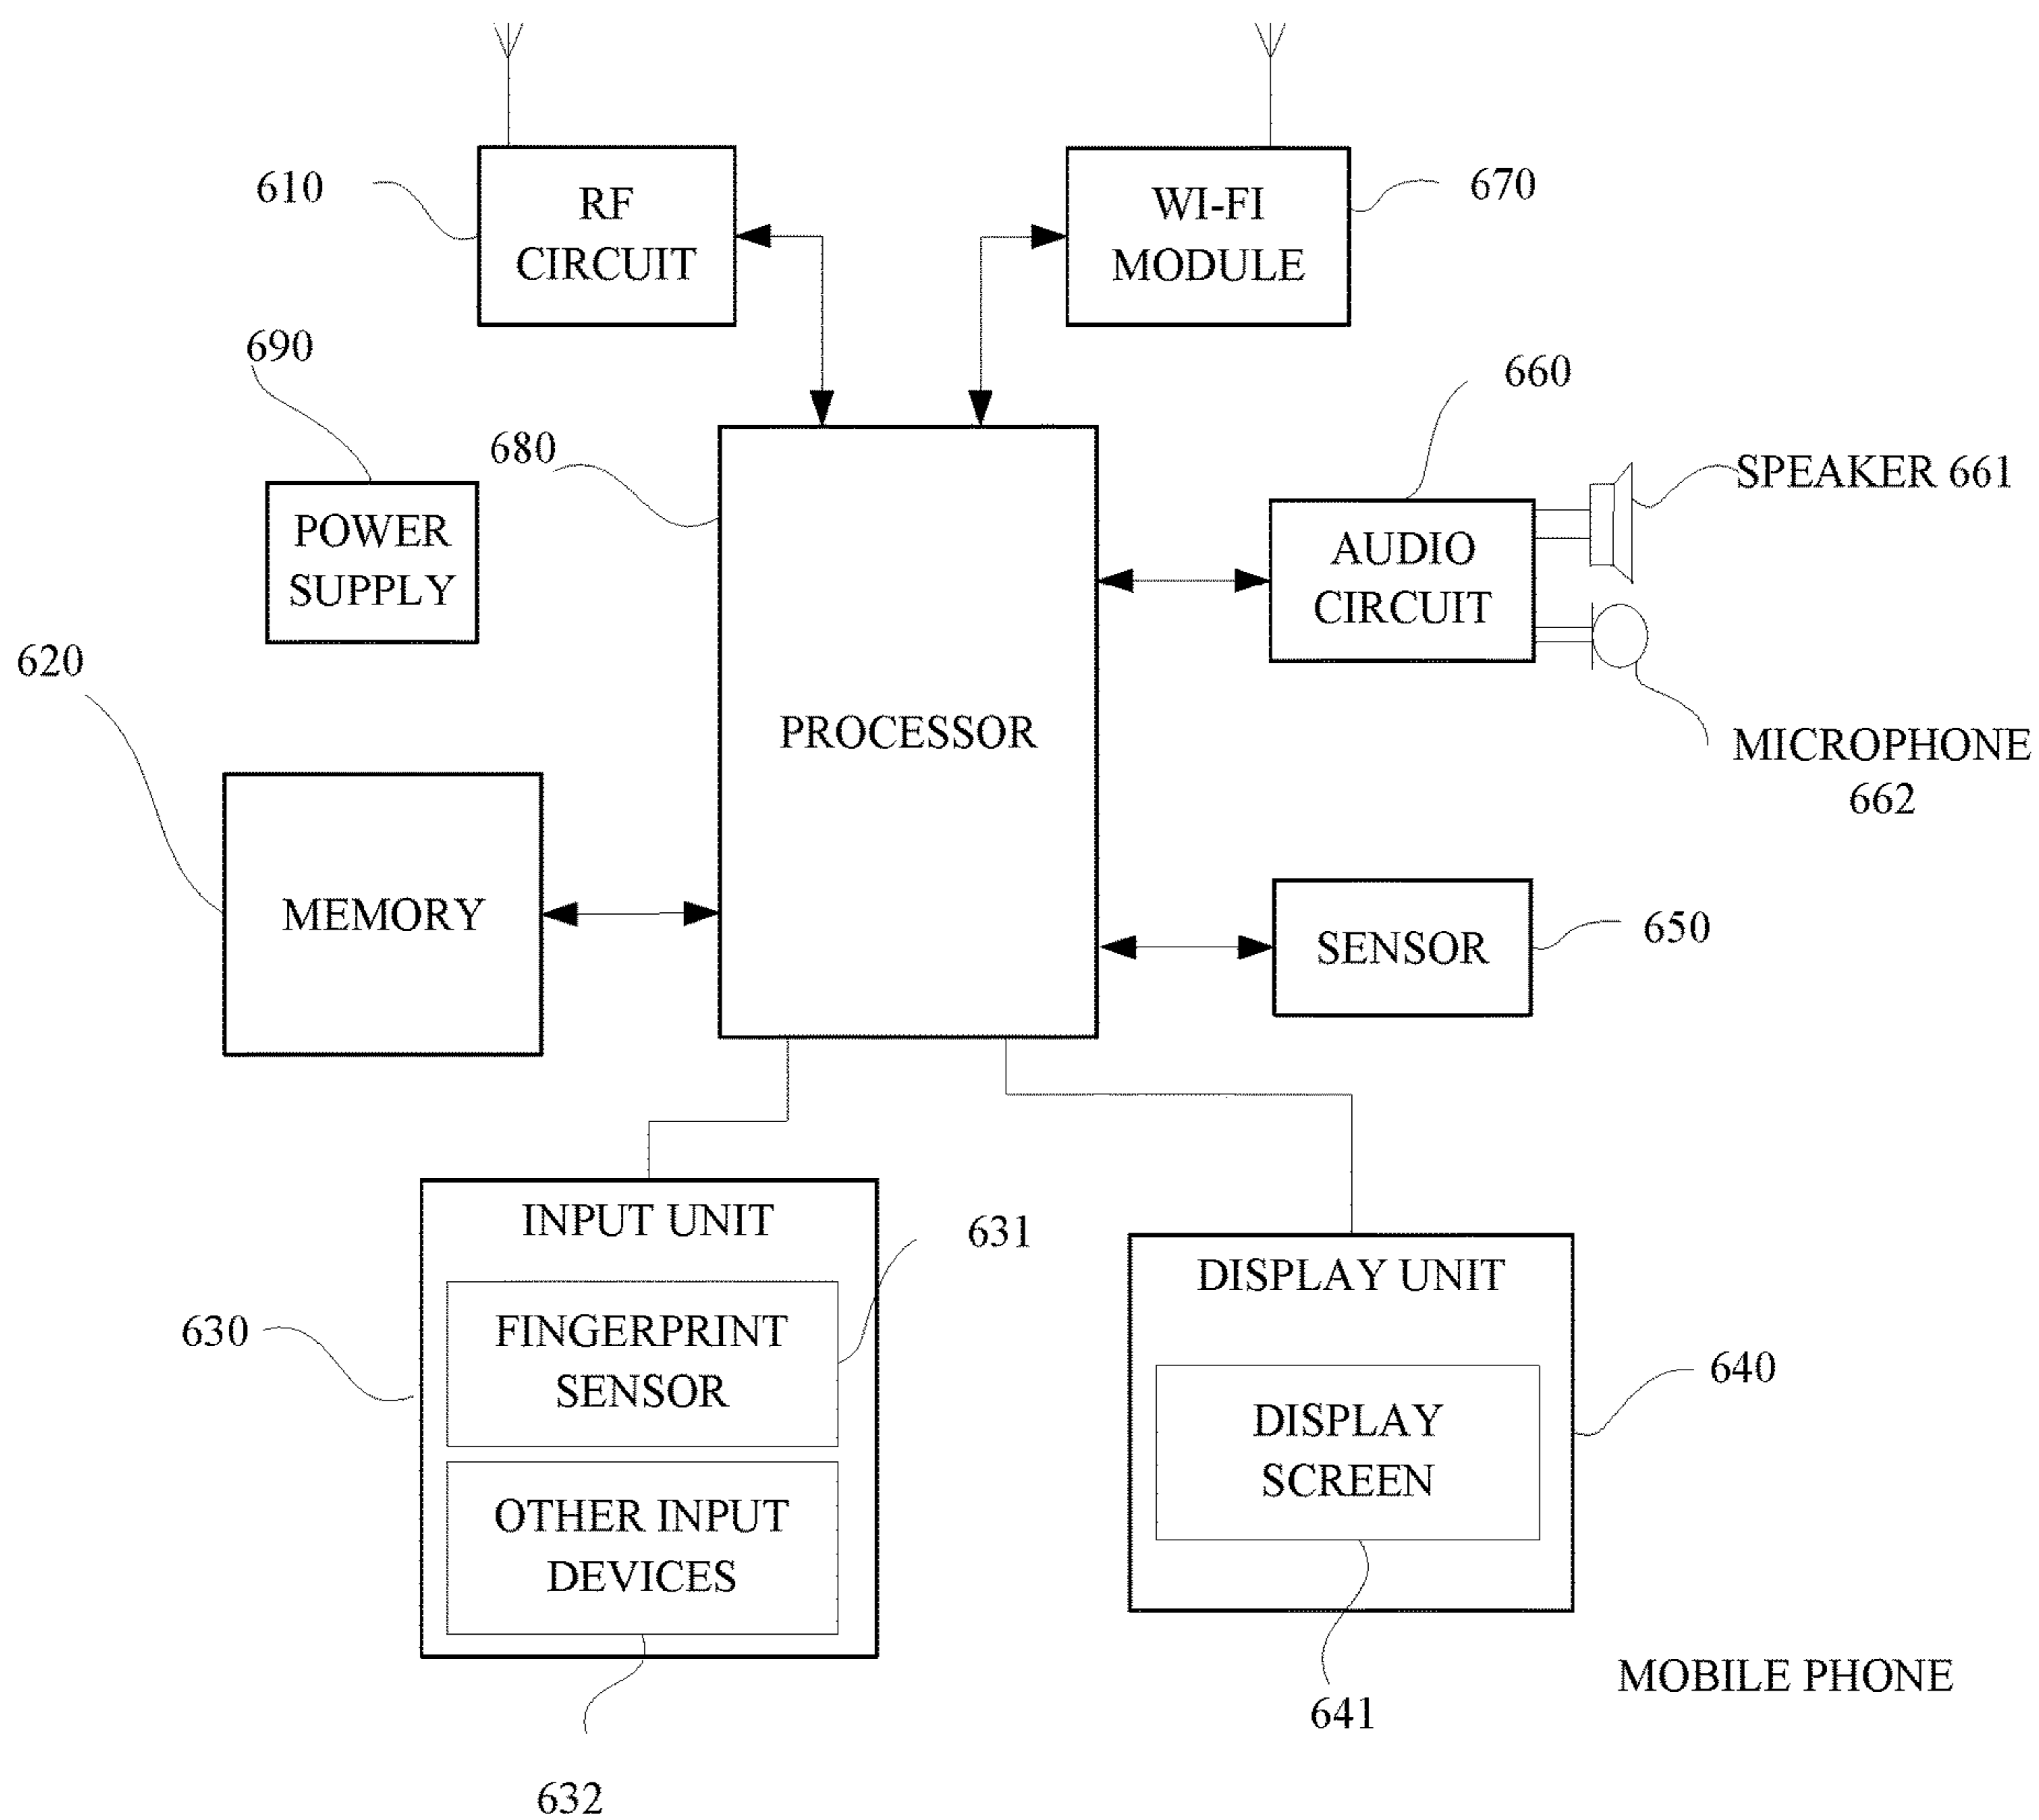 610
RF
CIRCUIT
WI-FI
MODULE
670
690
POWER
SUPPLY
680
660
SPEAKER 661
AUDIO
CIRCUIT
620
PROCESSOR
MICROPHONE
662
MEMORY
SENSOR
650
INPUT UNIT
631
630
FINGERPRINT
SENSOR
OTHER INPUT
DEVICES
632
DISPLAY UNIT
640
DISPLAY
SCREEN
641
MOBILE PHONE